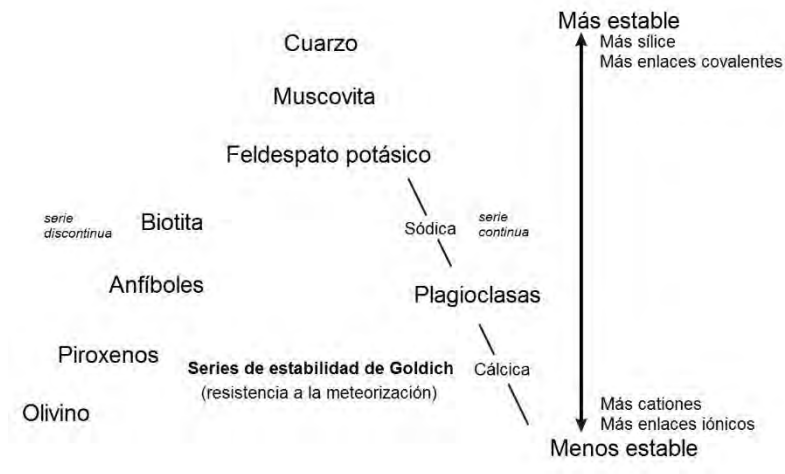 Más estable
Más sílice
Más enlaces covalentes
Cuarzo
Muscovita
Feldespato potásico
serie
discontinua
Biotita
Sódica
serie
continua
Anfíboles
Plagioclasas
Piroxenos
Series de estabilidad de Goldich
(resistencia a la meteorización)
Cálcica
Olivino
Más cationes
Más enlaces iónicos
Menos estable